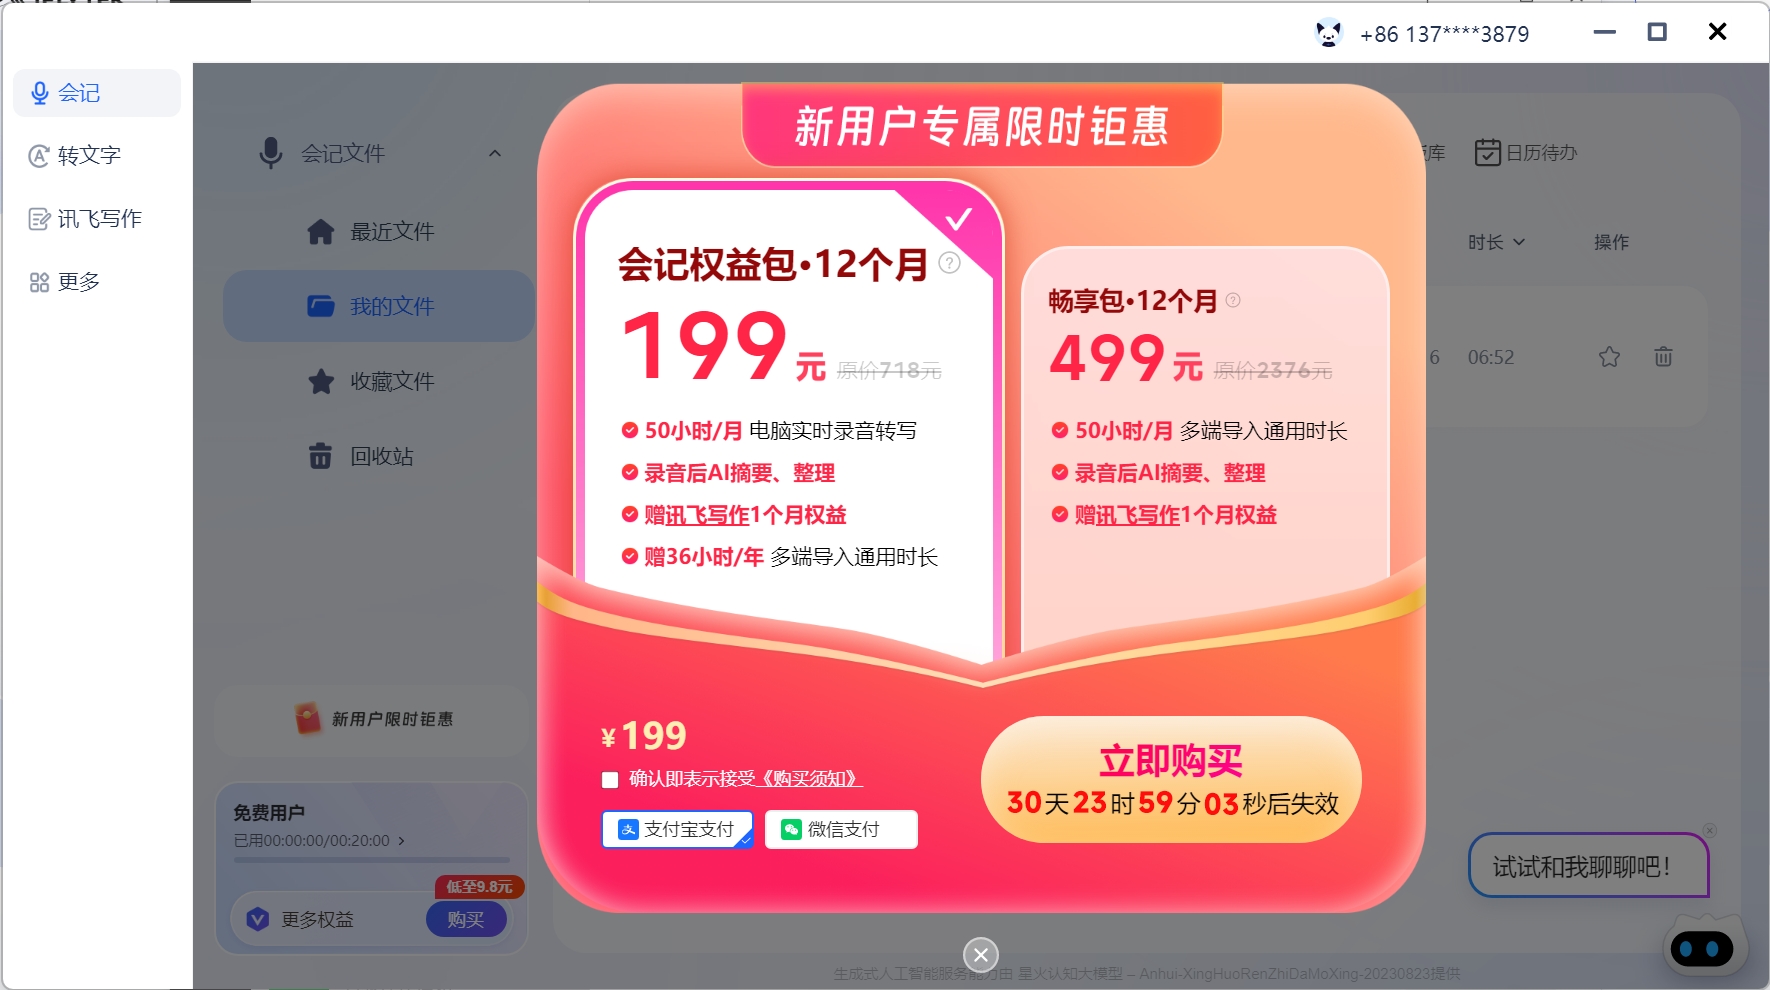 +86 137****3879
会记
转文字
讯飞写作
更多
会记文件
最近文件
我的文件
收藏文件
回收站
新用户限时钜惠
免费用户
已用00:00:00/00:20:00
低至9.8元
更多权益
购买
新用户专属限时钜惠
会记权益包•12个月 ?
199元 原价718元
50小时/月 电脑实时录音转写
录音后AI摘要、整理
赠讯飞写作1个月权益
赠36小时/年 多端导入通用时长
畅享包•12个月 ?
499元 原价2376元
50小时/月 多端导入通用时长
录音后AI摘要、整理
赠讯飞写作1个月权益
¥199
确认即表示接受《购买须知》
支付宝支付
微信支付
立即购买
30天23时59分03秒后失效
库
日历待办
时长
操作
6
06:52
试试和我聊聊吧！
生成式人工智能服务能力由 星火认知大模型 – Anhui-XingHuoRenZhiDaMoXing-20230823提供